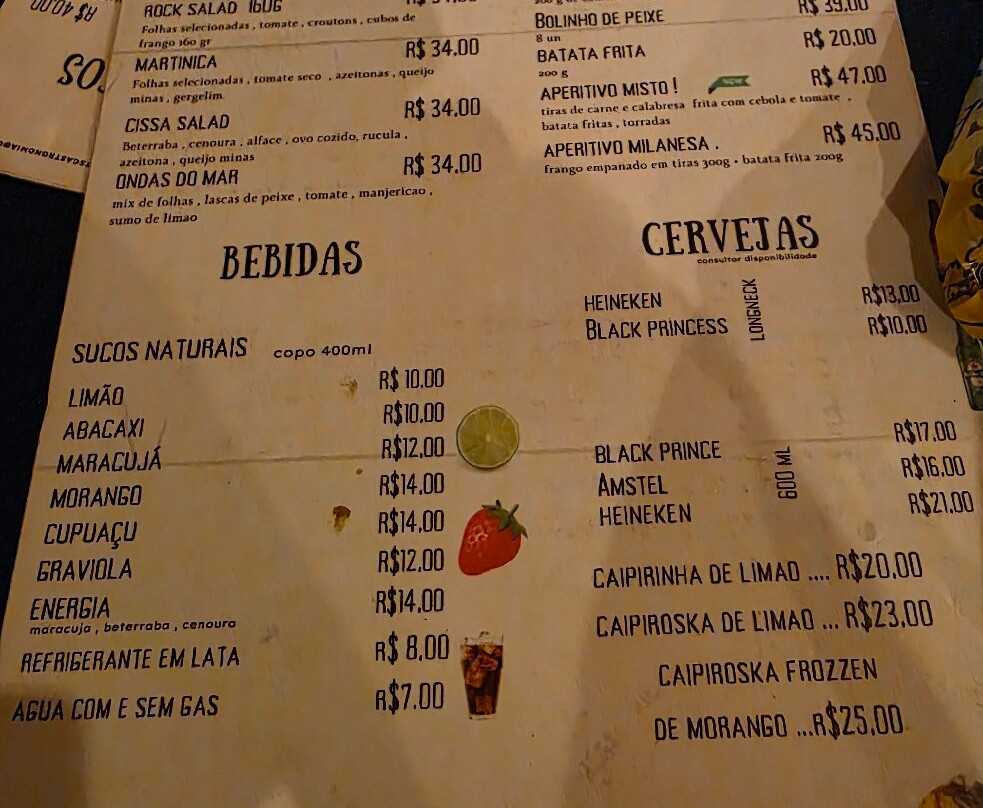 R$ 40,00
OS
ROCK SALAD 16UG
Folhas selecionadas , tomate , croutons , cubos de
frango 160 gr
MARTINICA R$ 34,00
Folhas selecionadas , tomate seco , azeitonas , queijo
minas , gergelim
CISSA SALAD R$ 34,00
Beterraba , cenoura , alface , ovo cozido, rucula ,
azeitona , queijo minas
ONDAS DO MAR R$ 34,00
mix de folhas , lascas de peixe , tomate , manjericao ,
sumo de limao
BEBIDAS
SUCOS NATURAIS copo 400ml
LIMÃO R$ 10,00
ABACAXI R$10,00
MARACUJÁ R$12,00
MORANGO R$14,00
CUPUAÇU R$14,00
GRAVIOLA R$12,00
ENERGIA R$14,00
maracuja , beterraba , cenoura
REFRIGERANTE EM LATA R$ 8,00
AGUA COM E SEM GAS R$7,00
BOLINHO DE PEIXE R$ 39,00
8 un
BATATA FRITA R$ 20,00
200 g
APERITIVO MISTO ! NEW R$ 47,00
tiras de carne e calabresa frita com cebola e tomate ,
batata fritas , torradas
APERITIVO MILANESA . R$ 45,00
frango empanado em tiras 300g + batata frita 200g
CERVEJAS
consultar disponibilidade
HEINEKEN R$13,00
BLACK PRINCESS R$10,00
LONGNECK
BLACK PRINCE R$17,00
AMSTEL R$16,00
HEINEKEN R$21,00
600 ML
CAIPIRINHA DE LIMAO .... R$20,00
CAIPIROSKA DE LIMAO ... R$23,00
CAIPIROSKA FROZZEN
DE MORANGO ...R$25,00